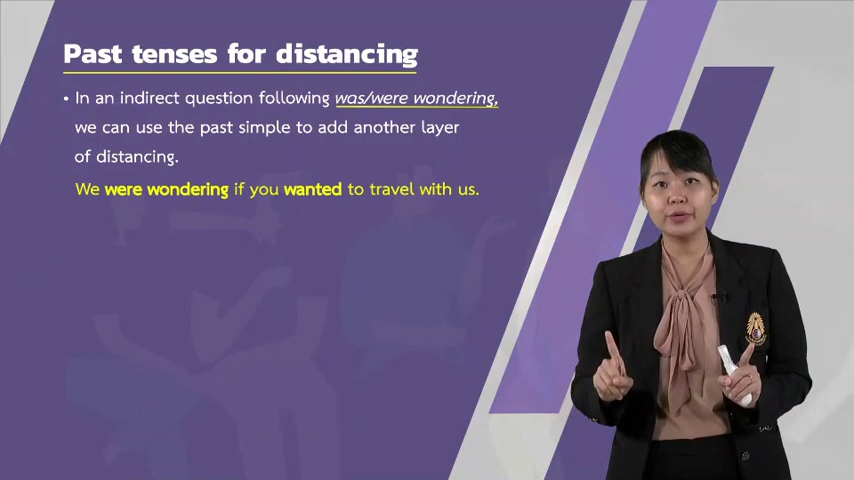 Past tenses for distancing
• In an indirect question following was/were wondering,
we can use the past simple to add another layer
of distancing.
We were wondering if you wanted to travel with us.